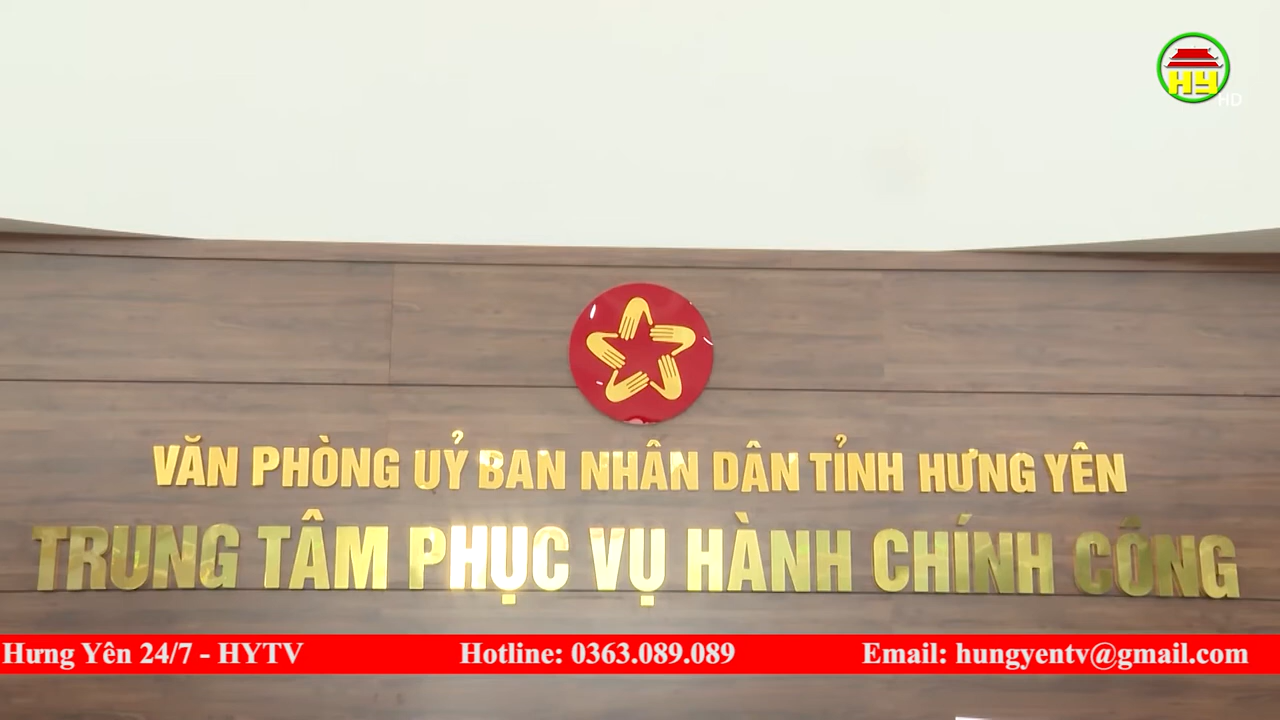 HY
HD
VĂN PHÒNG UỶ BAN NHÂN DÂN TỈNH HƯNG YÊN
TRUNG TÂM PHỤC VỤ HÀNH CHÍNH CÔNG
Hưng Yên 24/7 - HYTV Hotline: 0363.089.089 Email: hungyentv@gmail.com